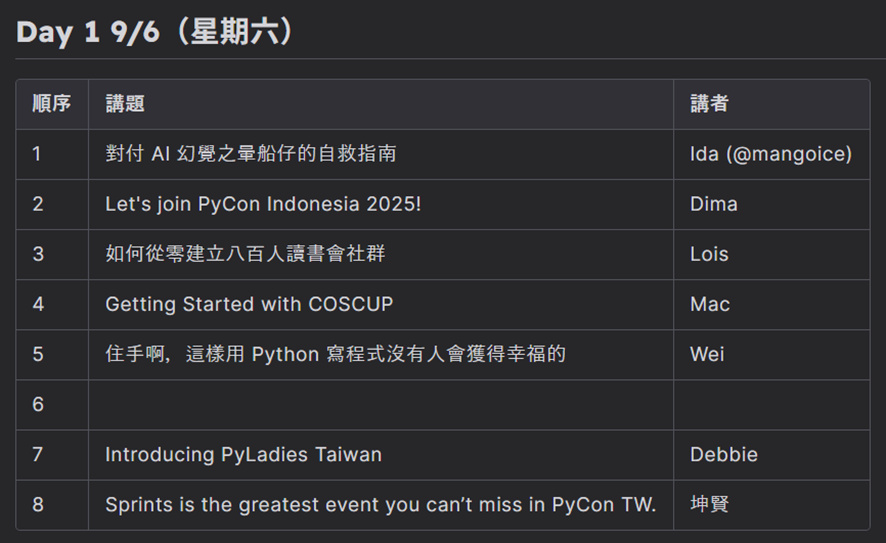 Day 1 9/6（星期六）
順序 講題 講者
1 對付 AI 幻覺之暈船仔的自救指南 Ida (@mangoice)
2 Let's join PyCon Indonesia 2025! Dima
3 如何從零建立八百人讀書會社群 Lois
4 Getting Started with COSCUP Mac
5 住手啊，這樣用 Python 寫程式沒有人會獲得幸福的 Wei
6
7 Introducing PyLadies Taiwan Debbie
8 Sprints is the greatest event you can’t miss in PyCon TW. 坤賢